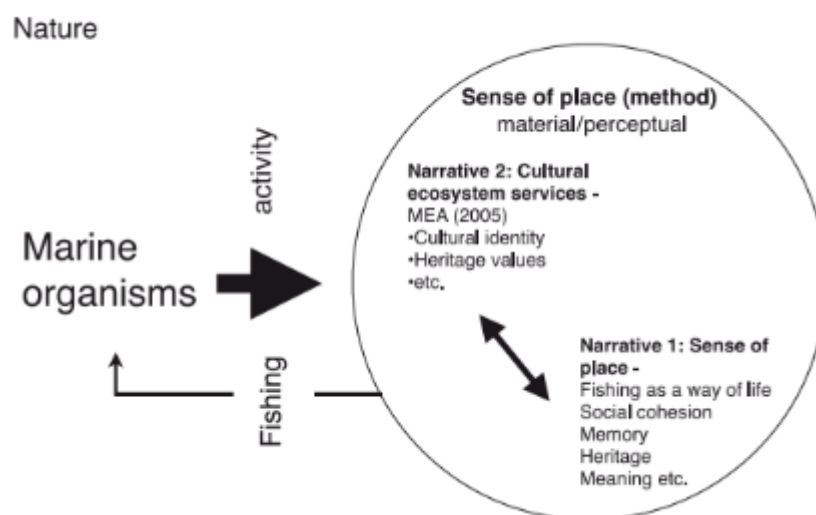 Nature
Sense of place (method)
material/perceptual
activity
Narrative 2: Cultural
ecosystem services -
MEA (2005)
•Cultural identity
•Heritage values
•etc.
Marine
organisms
Fishing
Narrative 1: Sense of
place -
Fishing as a way of life
Social cohesion
Memory
Heritage
Meaning etc.